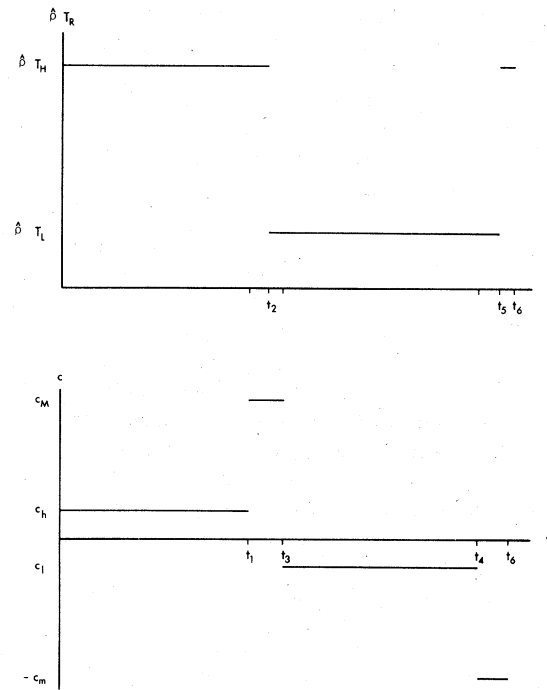 ρ̂ T_R
ρ̂ T_H
ρ̂ T_L
t_2 t_5 t_6
c
c_M
c_h
t_1 t_3 t_4 t_6
c_l
- c_m